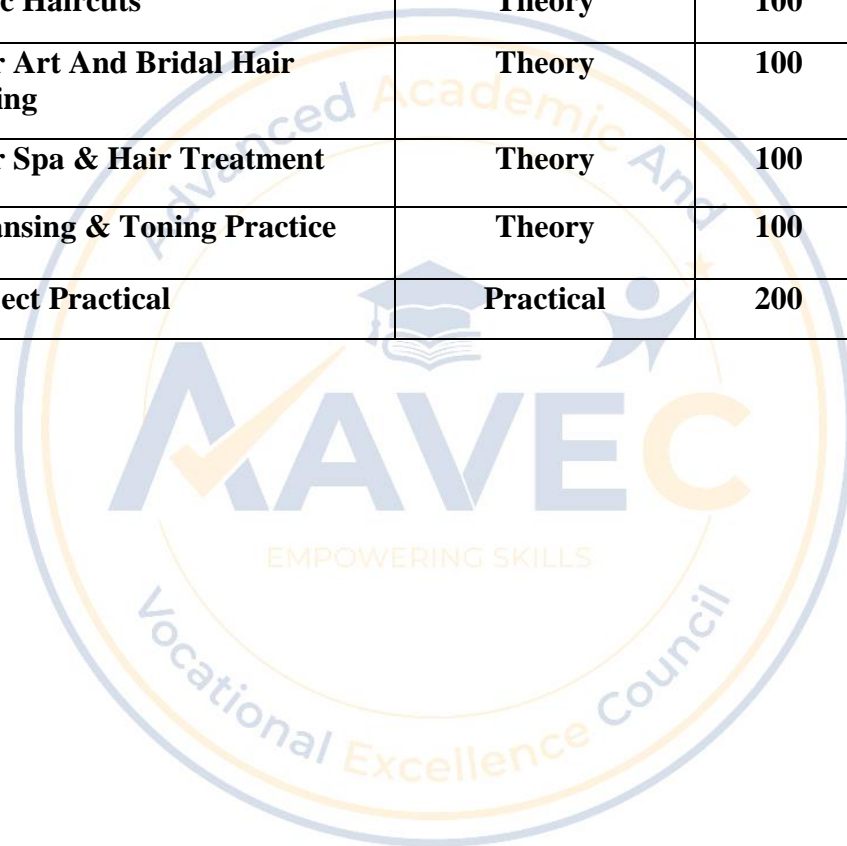 c Haircuts Theory 100
r Art And Bridal Hair Theory 100
ing
r Spa & Hair Treatment Theory 100
ansing & Toning Practice Theory 100
ect Practical Practical 200
Advanced Academic And
AAVEC
EMPOWERING SKILLS
Vocational Excellence Council